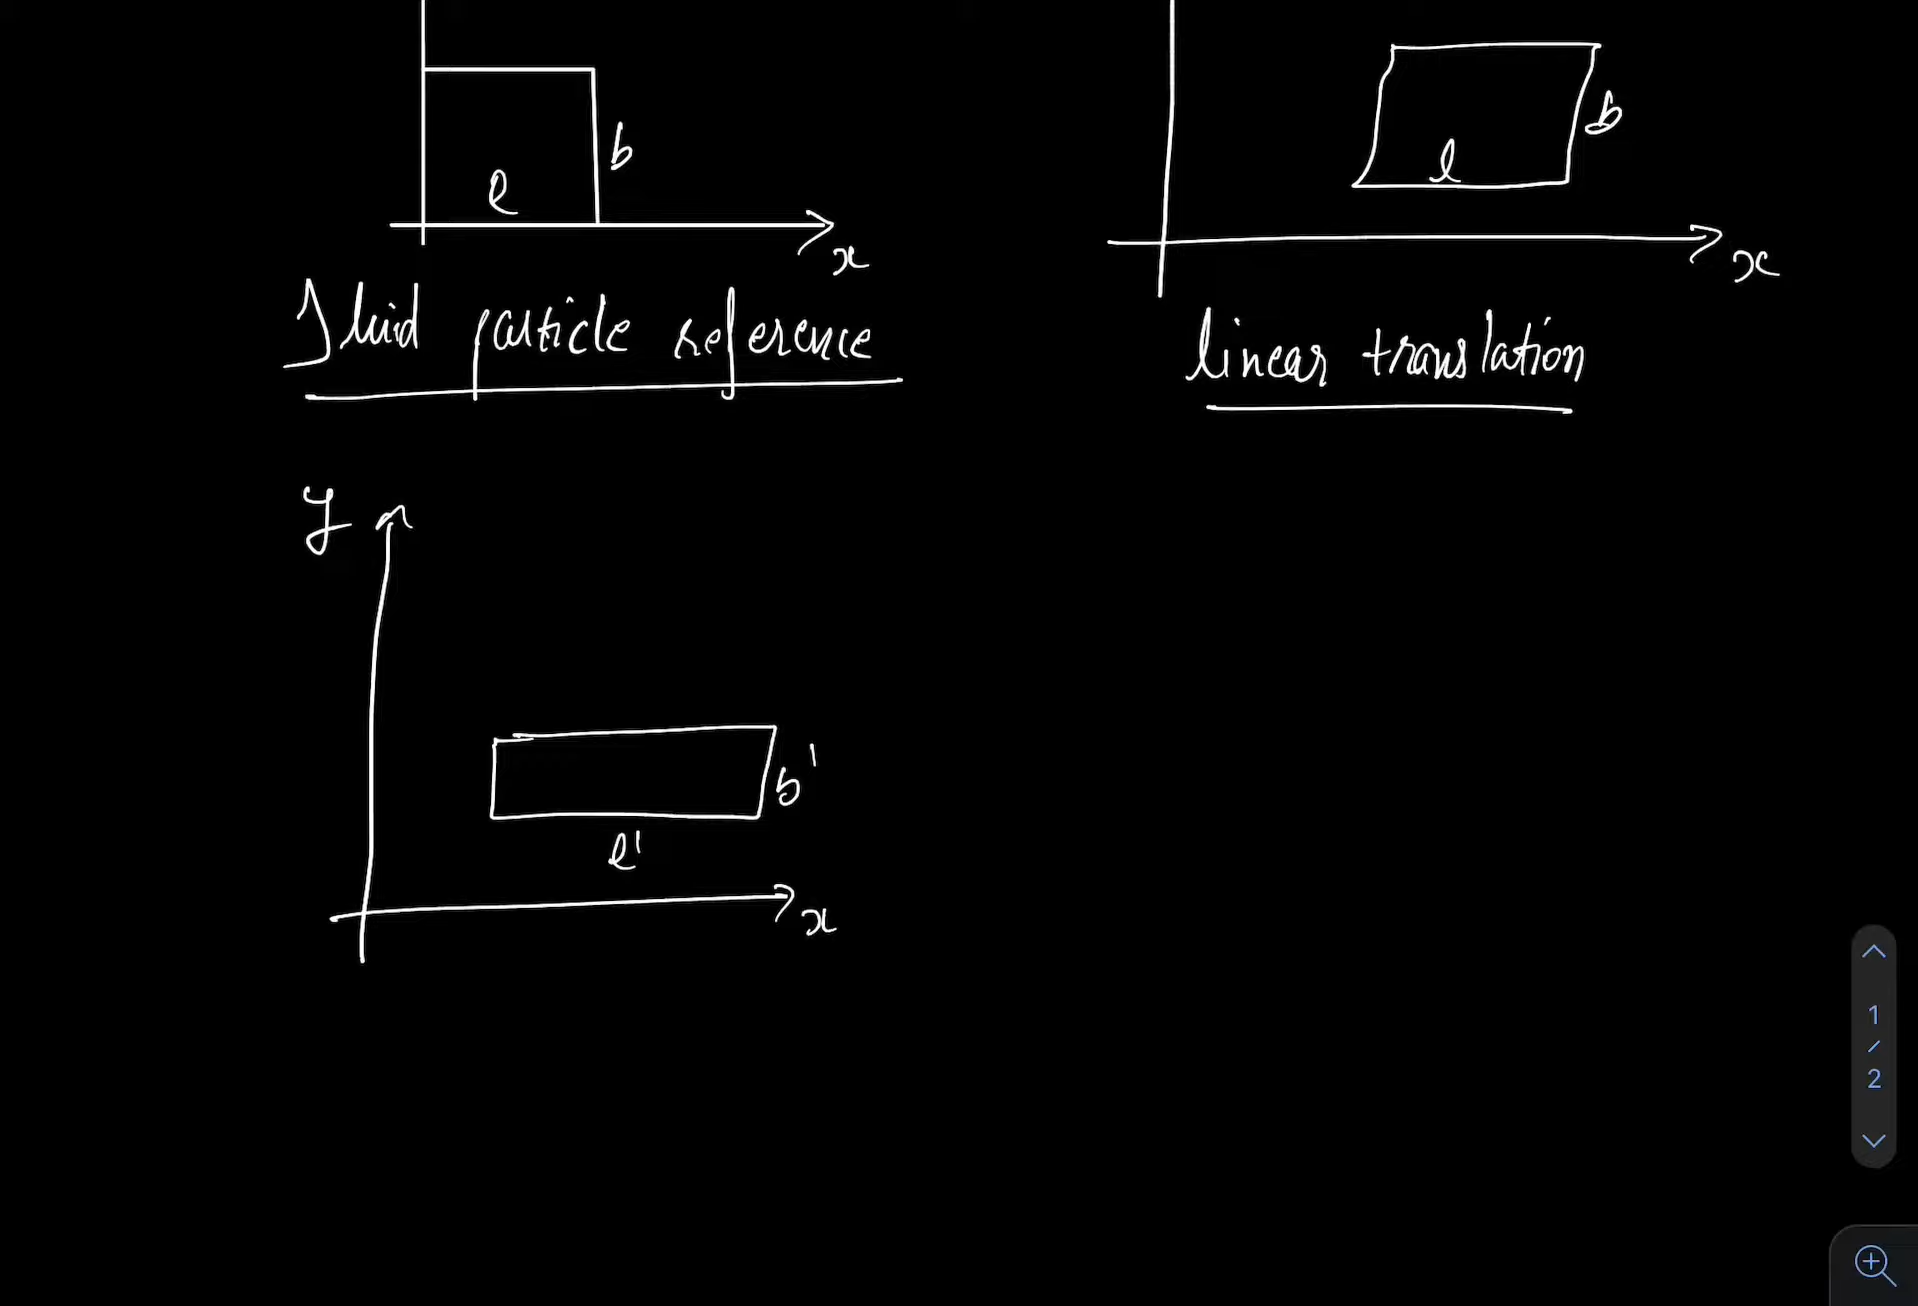 b
l
x
Fluid particle reference
b
l
x
linear translation
y
b'
l'
x
1
/
2